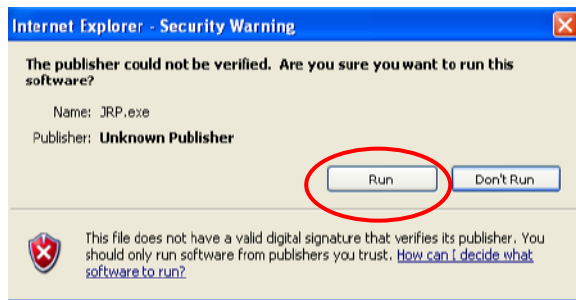 Internet Explorer - Security Warning
The publisher could not be verified. Are you sure you want to run this
software?
Name: JRP.exe
Publisher: Unknown Publisher
Run Don't Run
This file does not have a valid digital signature that verifies its publisher. You
should only run software from publishers you trust. How can I decide what
software to run?